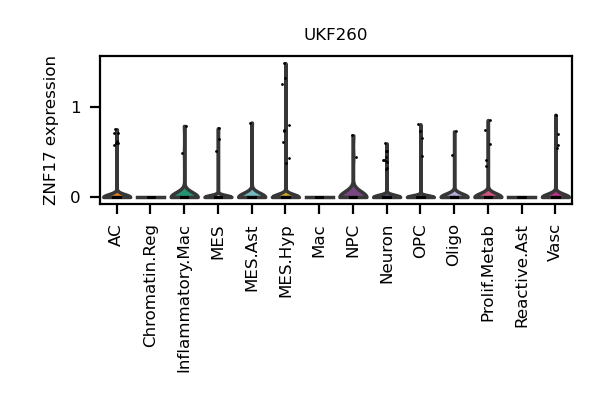 UKF260
ZNF17 expression
1
0
AC
Chromatin.Reg
Inflammatory.Mac
MES
MES.Ast
MES.Hyp
Mac
NPC
Neuron
OPC
Oligo
Prolif.Metab
Reactive.Ast
Vasc